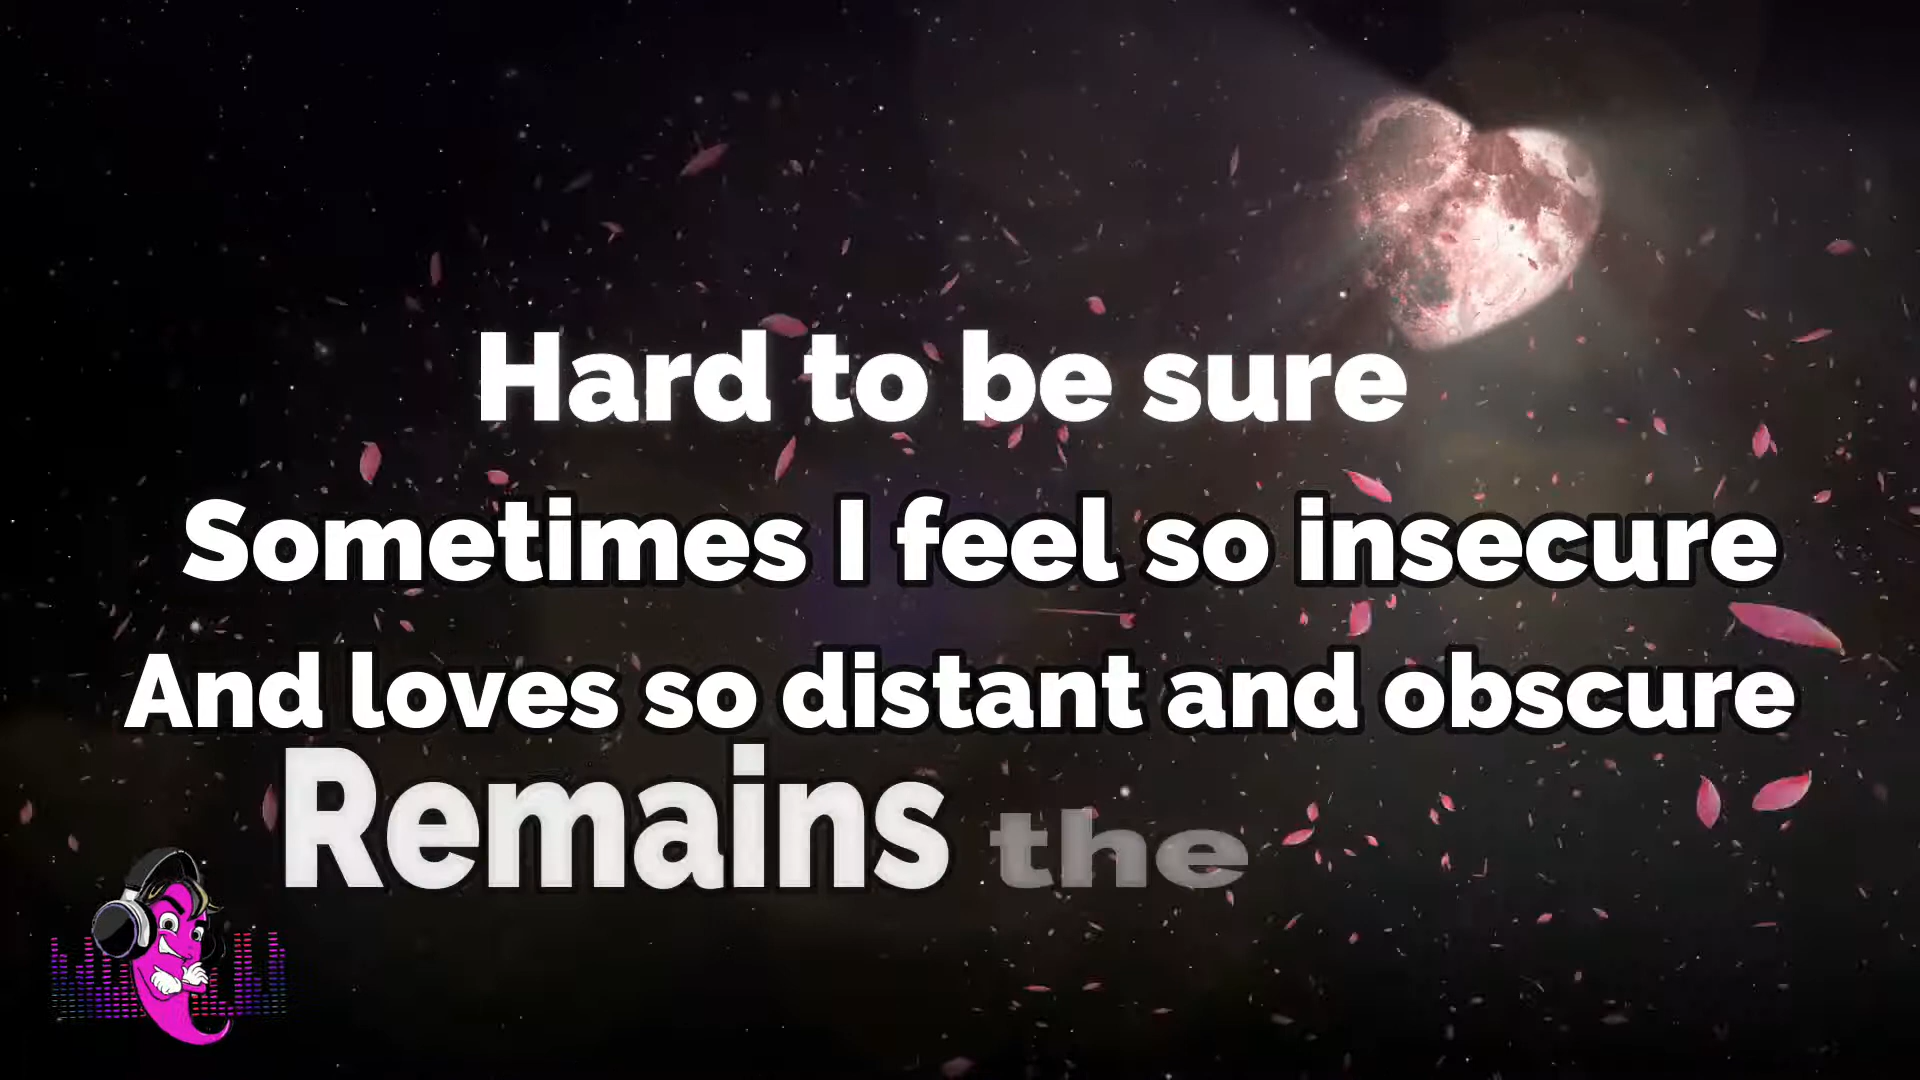 Hard to be sure
Sometimes I feel so insecure
And loves so distant and obscure
Remains the